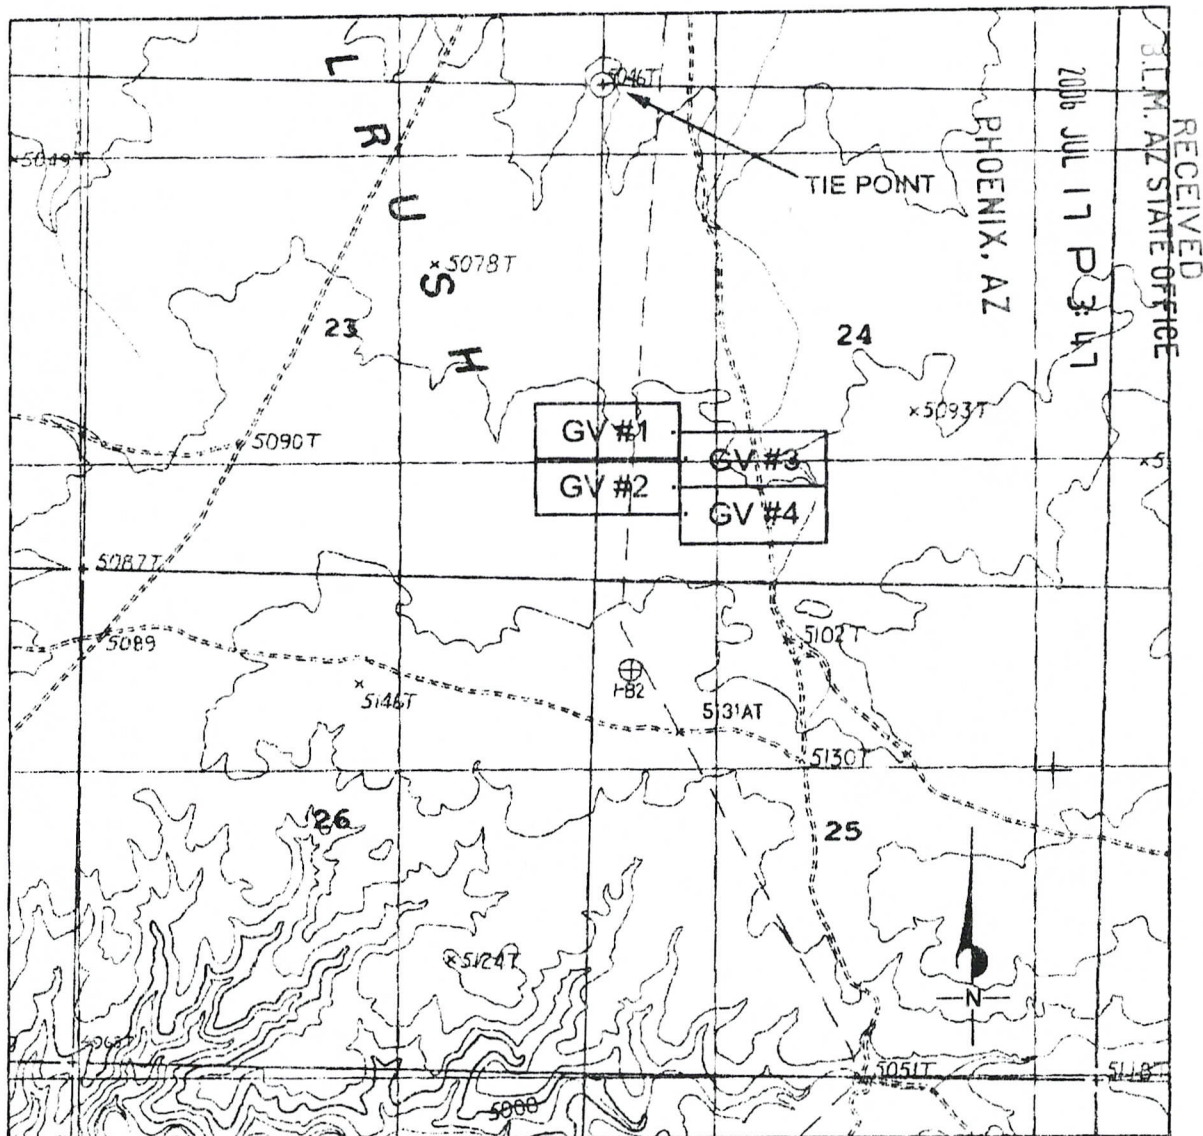 RECEIVED
B.L.M. AZ STATE OFFICE
2006 JUL 17 P 3:47
PHOENIX, AZ
L R U S H
5046T
TIE POINT
5049T
5078T
23
24
5093T
GV #1
GV #3
5090T
GV #2
GV #4
5087T
5089
5102T
5146T
5131AT
5130T
26
25
5124T
N
5051T
5000